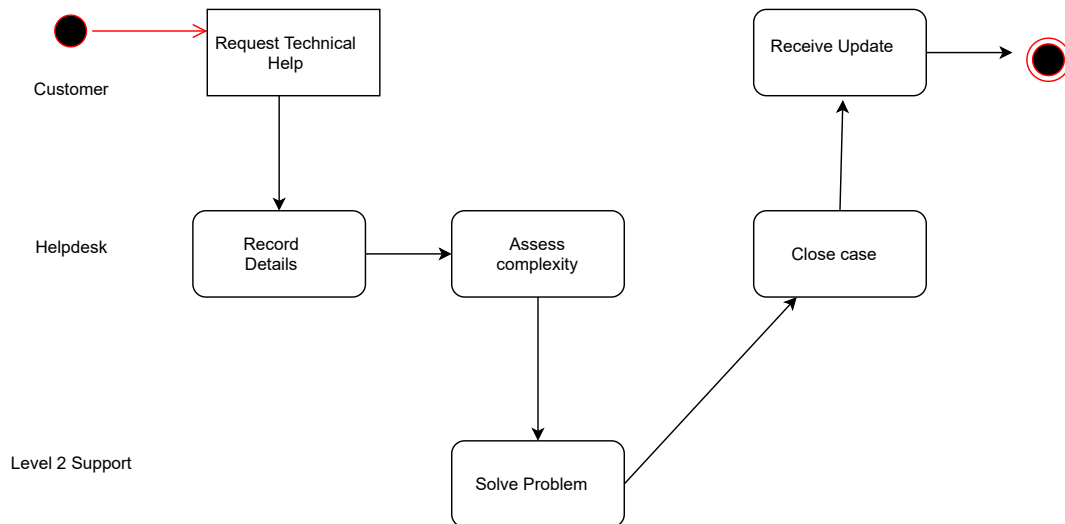 Request Technical
Help
Receive Update
Customer
Helpdesk
Record
Details
Assess
complexity
Close case
Level 2 Support
Solve Problem